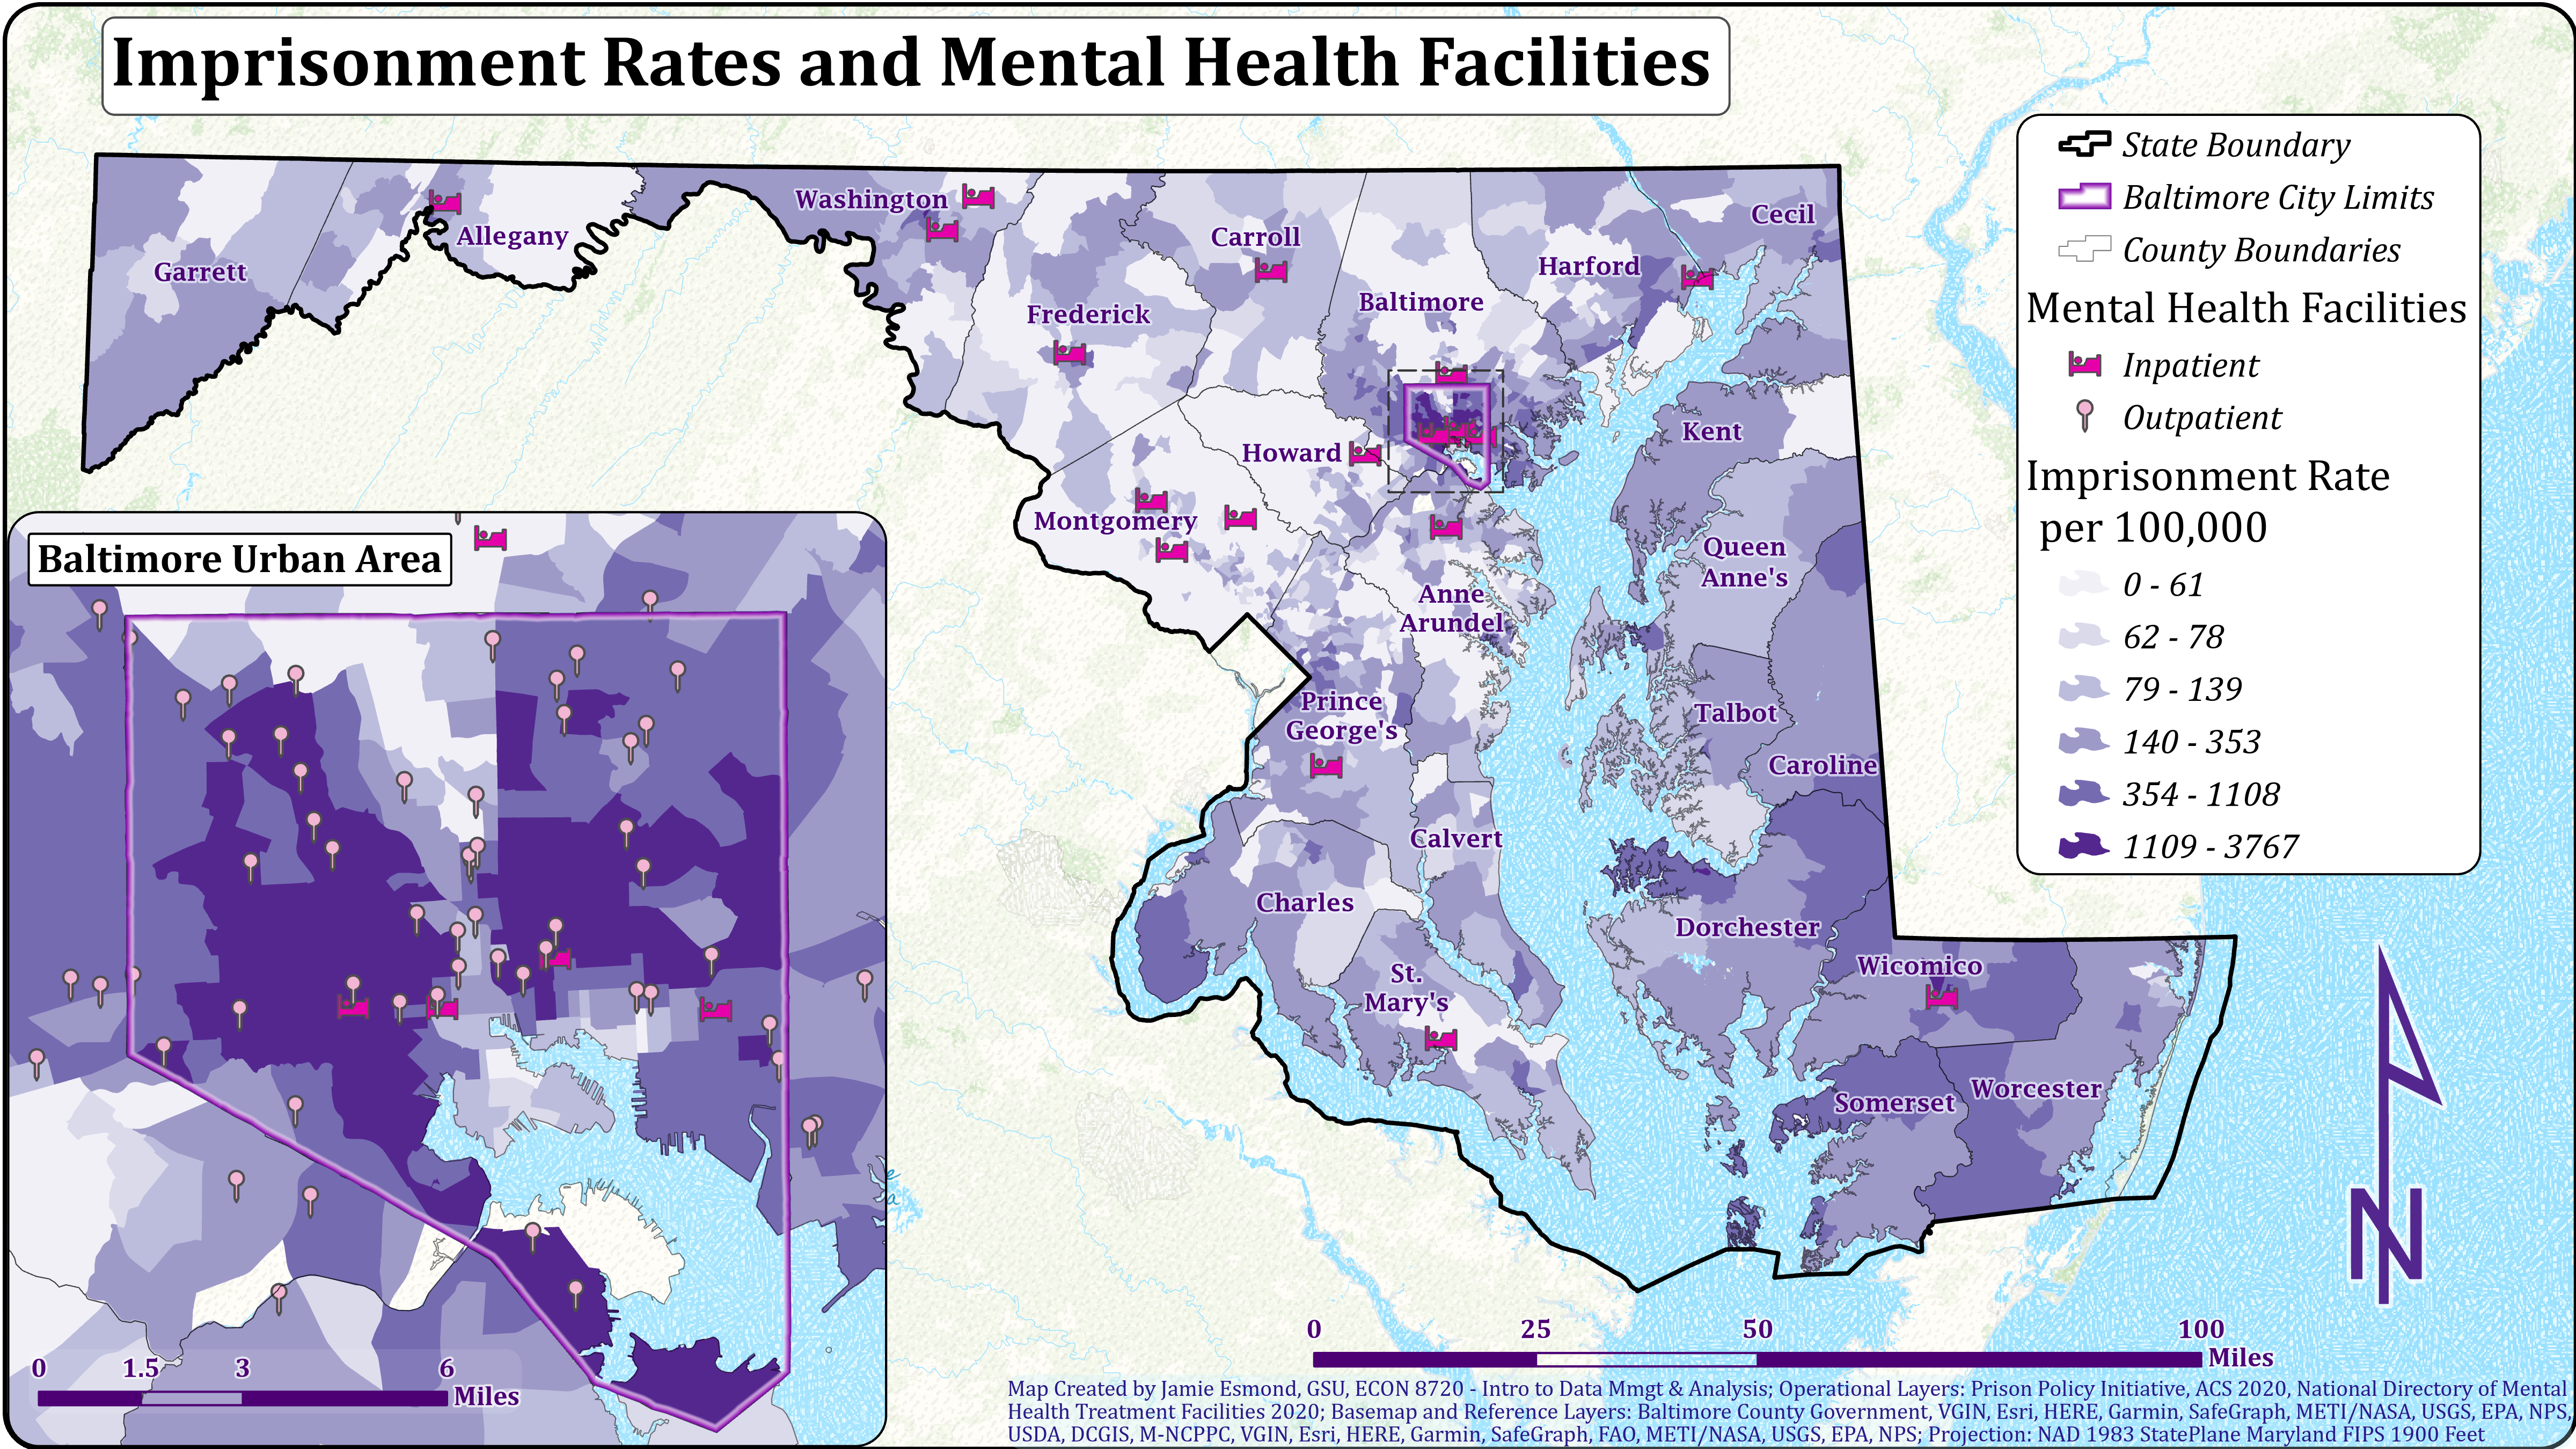 Imprisonment Rates and Mental Health Facilities
State Boundary
Baltimore City Limits
County Boundaries
Mental Health Facilities
Inpatient
Outpatient
Imprisonment Rate
per 100,000
0 - 61
62 - 78
79 - 139
140 - 353
354 - 1108
1109 - 3767
Garrett
Allegany
Washington
Frederick
Carroll
Baltimore
Harford
Cecil
Howard
Montgomery
Kent
Queen
Anne's
Anne
Arundel
Prince
George's
Talbot
Caroline
Calvert
Charles
St.
Mary's
Dorchester
Wicomico
Somerset
Worcester
Baltimore Urban Area
0 1.5 3 6
Miles
0 25 50 100
Miles
N
Map Created by Jamie Esmond, GSU, ECON 8720 - Intro to Data Mmgt & Analysis; Operational Layers: Prison Policy Initiative, ACS 2020, National Directory of Mental
Health Treatment Facilities 2020; Basemap and Reference Layers: Baltimore County Government, VGIN, Esri, HERE, Garmin, SafeGraph, METI/NASA, USGS, EPA, NPS,
USDA, DCGIS, M-NCPPC, VGIN, Esri, HERE, Garmin, SafeGraph, FAO, METI/NASA, USGS, EPA, NPS; Projection: NAD 1983 StatePlane Maryland FIPS 1900 Feet